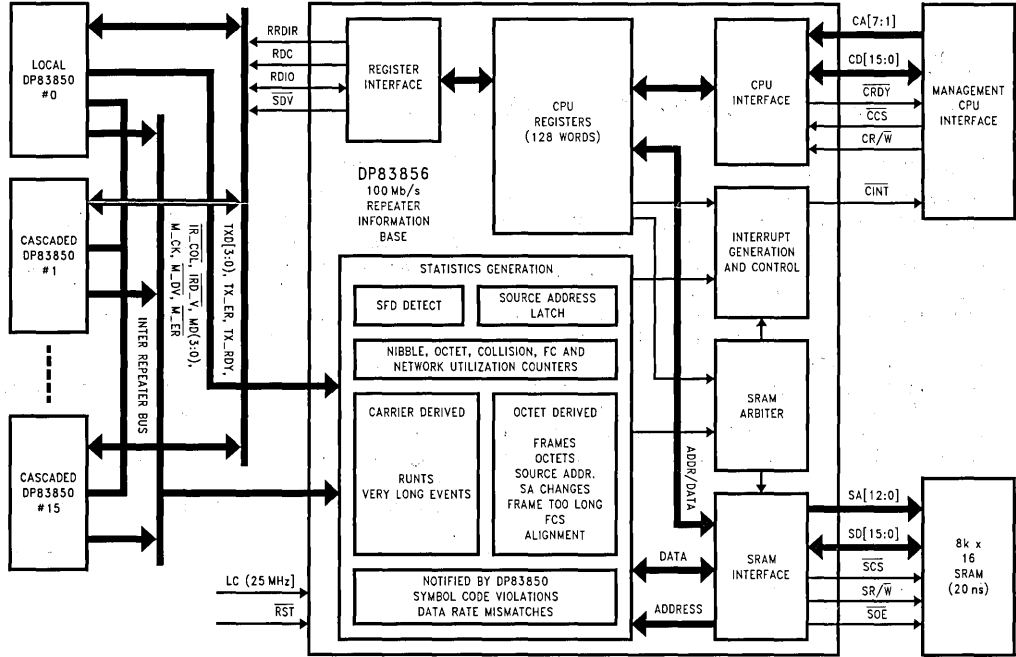 LOCAL
DP83850
#0
CASCADED
DP83850
#1
CASCADED
DP83850
#15
INTER REPEATER BUS
M_CK, M_DV, M_ER
IR_COL, IRD_V, MD(3:0),
TXD[3:0), TX_ER, TX_RDY,
RRDIR
RDC
RDIO
SDV
LC (25 MHz)
RST
REGISTER
INTERFACE
CPU
REGISTERS
(128 WORDS)
DP83856
100 Mb/s
REPEATER
INFORMATION
BASE
STATISTICS GENERATION
SFD DETECT
SOURCE ADDRESS
LATCH
NIBBLE, OCTET, COLLISION, FC AND
NETWORK UTILIZATION COUNTERS
CARRIER DERIVED
RUNTS
VERY LONG EVENTS
OCTET DERIVED
FRAMES
OCTETS
SOURCE ADDR.
SA CHANGES
FRAME TOO LONG
FCS
ALIGNMENT
NOTIFIED BY DP83850
SYMBOL CODE VIOLATIONS
DATA RATE MISMATCHES
ADDR/DATA
DATA
ADDRESS
CPU
INTERFACE
INTERRUPT
GENERATION
AND CONTROL
SRAM
ARBITER
SRAM
INTERFACE
CA[7:1]
CD[15:0]
CRDY
CCS
CR/W
CINT
MANAGEMENT
CPU
INTERFACE
SA[12:0]
SD[15:0]
SCS
SR/W
SOE
8k x
16
SRAM
(20 ns)